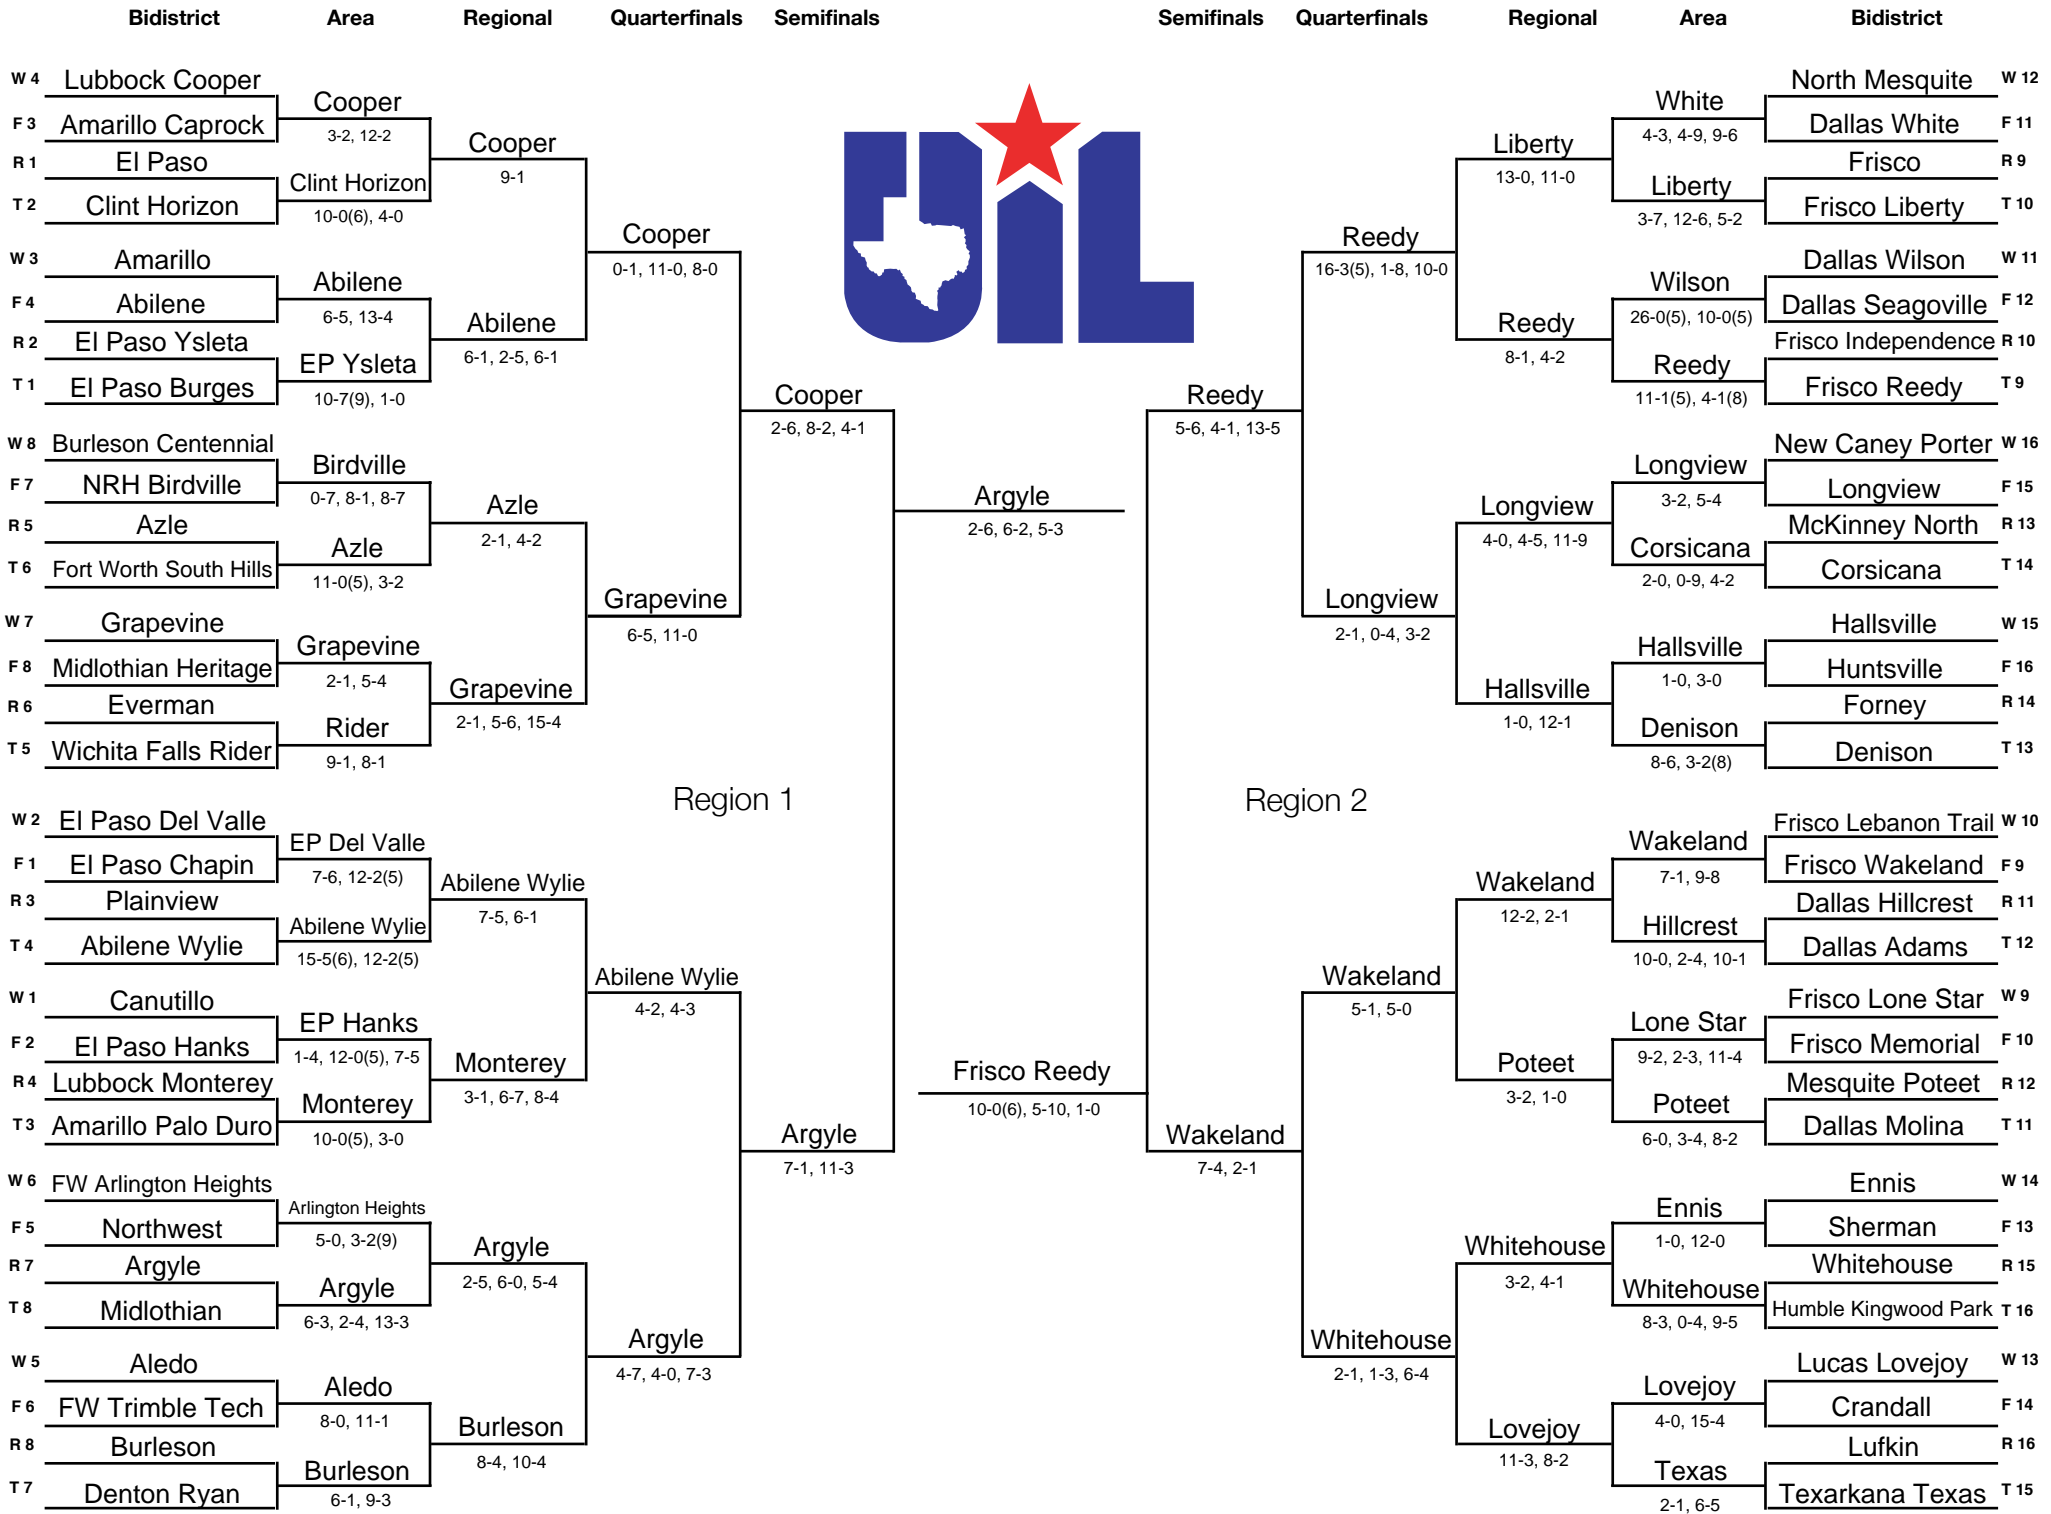 Bidistrict Area Regional Quarterfinals Semifinals Semifinals Quarterfinals Regional Area Bidistrict
W 4 Lubbock Cooper
Cooper
F 3 Amarillo Caprock
3-2, 12-2
Cooper
9-1
R 1 El Paso
Clint Horizon
T 2 Clint Horizon
10-0(6), 4-0
Cooper
0-1, 11-0, 8-0
W 3 Amarillo
Abilene
F 4 Abilene
6-5, 13-4
Abilene
6-1, 2-5, 6-1
R 2 El Paso Ysleta
EP Ysleta
T 1 El Paso Burges
10-7(9), 1-0
Cooper
2-6, 8-2, 4-1
W 8 Burleson Centennial
Birdville
F 7 NRH Birdville
0-7, 8-1, 8-7
Azle
2-1, 4-2
R 5 Azle
Azle
T 6 Fort Worth South Hills
11-0(5), 3-2
Grapevine
6-5, 11-0
W 7 Grapevine
Grapevine
F 8 Midlothian Heritage
2-1, 5-4
Grapevine
2-1, 5-6, 15-4
R 6 Everman
Rider
T 5 Wichita Falls Rider
9-1, 8-1
Argyle
2-6, 6-2, 5-3
Region 1
W 2 El Paso Del Valle
EP Del Valle
F 1 El Paso Chapin
7-6, 12-2(5)
Abilene Wylie
7-5, 6-1
R 3 Plainview
Abilene Wylie
T 4 Abilene Wylie
15-5(6), 12-2(5)
Abilene Wylie
4-2, 4-3
W 1 Canutillo
EP Hanks
F 2 El Paso Hanks
1-4, 12-0(5), 7-5
Monterey
3-1, 6-7, 8-4
R 4 Lubbock Monterey
Monterey
T 3 Amarillo Palo Duro
10-0(5), 3-0
Argyle
7-1, 11-3
W 6 FW Arlington Heights
Arlington Heights
F 5 Northwest
5-0, 3-2(9)
Argyle
2-5, 6-0, 5-4
R 7 Argyle
Argyle
T 8 Midlothian
6-3, 2-4, 13-3
Argyle
4-7, 4-0, 7-3
W 5 Aledo
Aledo
F 6 FW Trimble Tech
8-0, 11-1
Burleson
8-4, 10-4
R 8 Burleson
Burleson
T 7 Denton Ryan
6-1, 9-3
UIL
North Mesquite W 12
White
Dallas White F 11
4-3, 4-9, 9-6
Liberty
13-0, 11-0
Frisco R 9
Liberty
Frisco Liberty T 10
3-7, 12-6, 5-2
Reedy
16-3(5), 1-8, 10-0
Dallas Wilson W 11
Wilson
Dallas Seagoville F 12
26-0(5), 10-0(5)
Reedy
8-1, 4-2
Frisco Independence R 10
Reedy
Frisco Reedy T 9
11-1(5), 4-1(8)
Reedy
5-6, 4-1, 13-5
New Caney Porter W 16
Longview
Longview F 15
3-2, 5-4
Longview
4-0, 4-5, 11-9
McKinney North R 13
Corsicana
Corsicana T 14
2-0, 0-9, 4-2
Longview
2-1, 0-4, 3-2
Hallsville W 15
Hallsville
Huntsville F 16
1-0, 3-0
Hallsville
1-0, 12-1
Forney R 14
Denison
Denison T 13
8-6, 3-2(8)
Region 2
Frisco Reedy
10-0(6), 5-10, 1-0
Frisco Lebanon Trail W 10
Wakeland
Frisco Wakeland F 9
7-1, 9-8
Wakeland
12-2, 2-1
Dallas Hillcrest R 11
Hillcrest
Dallas Adams T 12
10-0, 2-4, 10-1
Wakeland
5-1, 5-0
Frisco Lone Star W 9
Lone Star
Frisco Memorial F 10
9-2, 2-3, 11-4
Poteet
3-2, 1-0
Mesquite Poteet R 12
Poteet
Dallas Molina T 11
6-0, 3-4, 8-2
Wakeland
7-4, 2-1
Ennis W 14
Ennis
Sherman F 13
1-0, 12-0
Whitehouse
3-2, 4-1
Whitehouse R 15
Whitehouse
Humble Kingwood Park T 16
8-3, 0-4, 9-5
Whitehouse
2-1, 1-3, 6-4
Lucas Lovejoy W 13
Lovejoy
Crandall F 14
4-0, 15-4
Lovejoy
11-3, 8-2
Lufkin R 16
Texas
Texarkana Texas T 15
2-1, 6-5